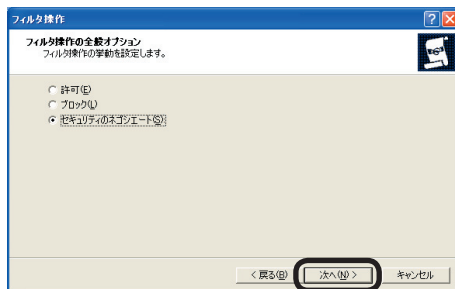 フィルタ操作
フィルタ操作の全般オプション
フィルタ操作の挙動を設定します。
許可(E)
ブロック(L)
セキュリティのネゴシエート(S)
< 戻る(B) 次へ(N) > キャンセル